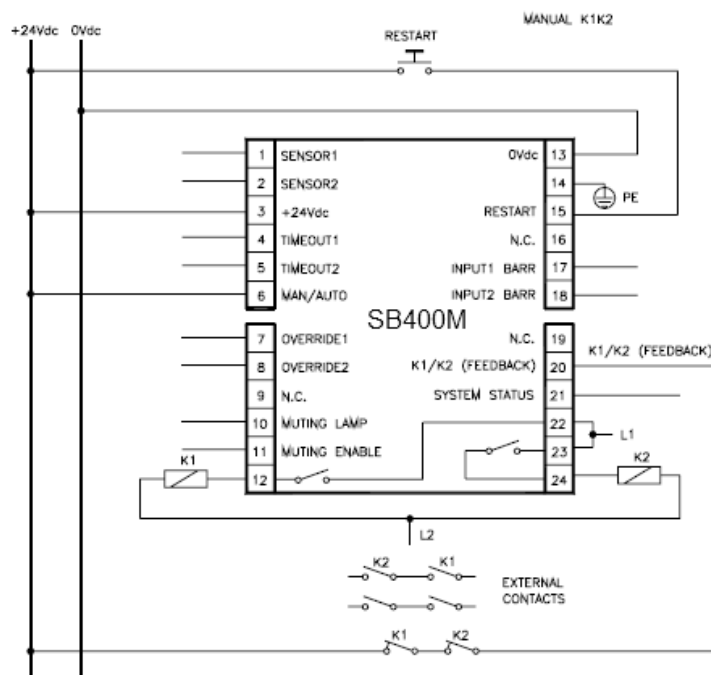 MANUAL K1K2
+24Vdc 0Vdc
RESTART
1 SENSOR1 0Vdc 13
2 SENSOR2 14 PE
3 +24Vdc RESTART 15
4 TIMEOUT1 N.C. 16
5 TIMEOUT2 INPUT1 BARR 17
6 MAN/AUTO INPUT2 BARR 18
SB400M
7 OVERRIDE1 N.C. 19
K1/K2 (FEEDBACK)
8 OVERRIDE2 K1/K2 (FEEDBACK) 20
9 N.C. SYSTEM STATUS 21
10 MUTING LAMP 22
L1
11 MUTING ENABLE 23
K1 12 24 K2
L2
K2 K1
EXTERNAL
CONTACTS
K1 K2